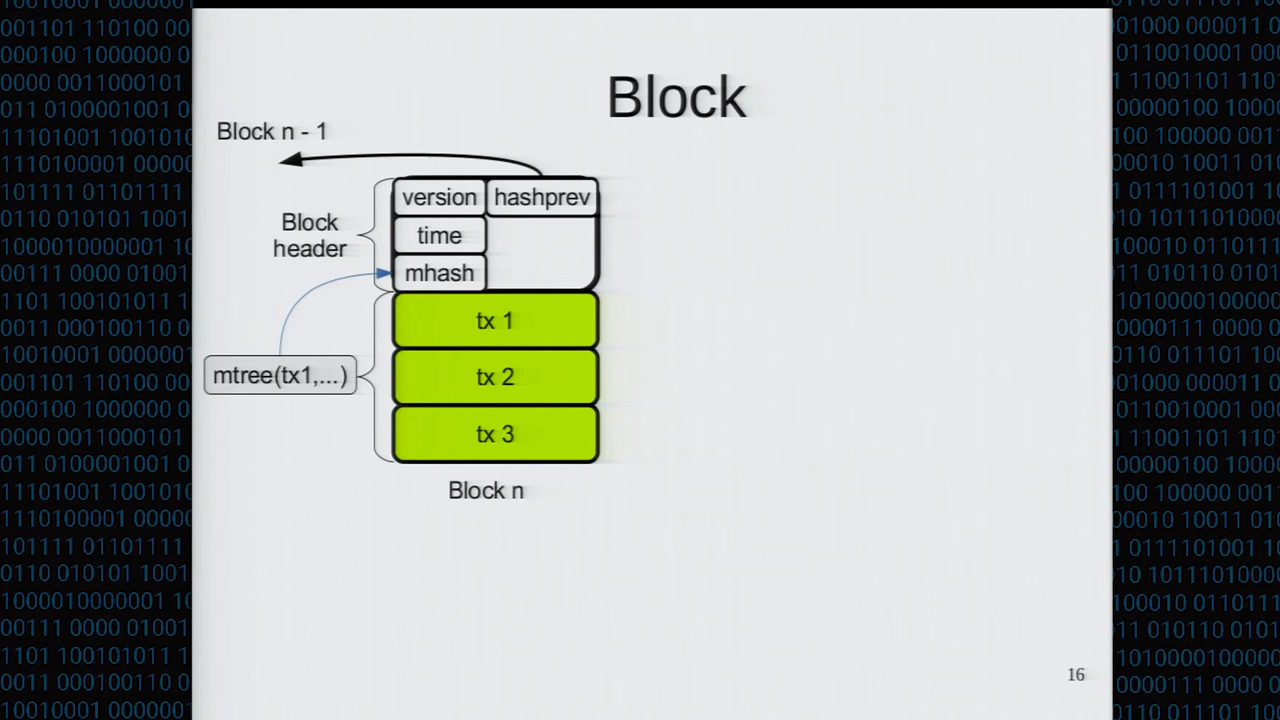 Block
Block n - 1
version hashprev
Block
header
time
mhash
tx 1
mtree(tx1,...)
tx 2
tx 3
Block n
16